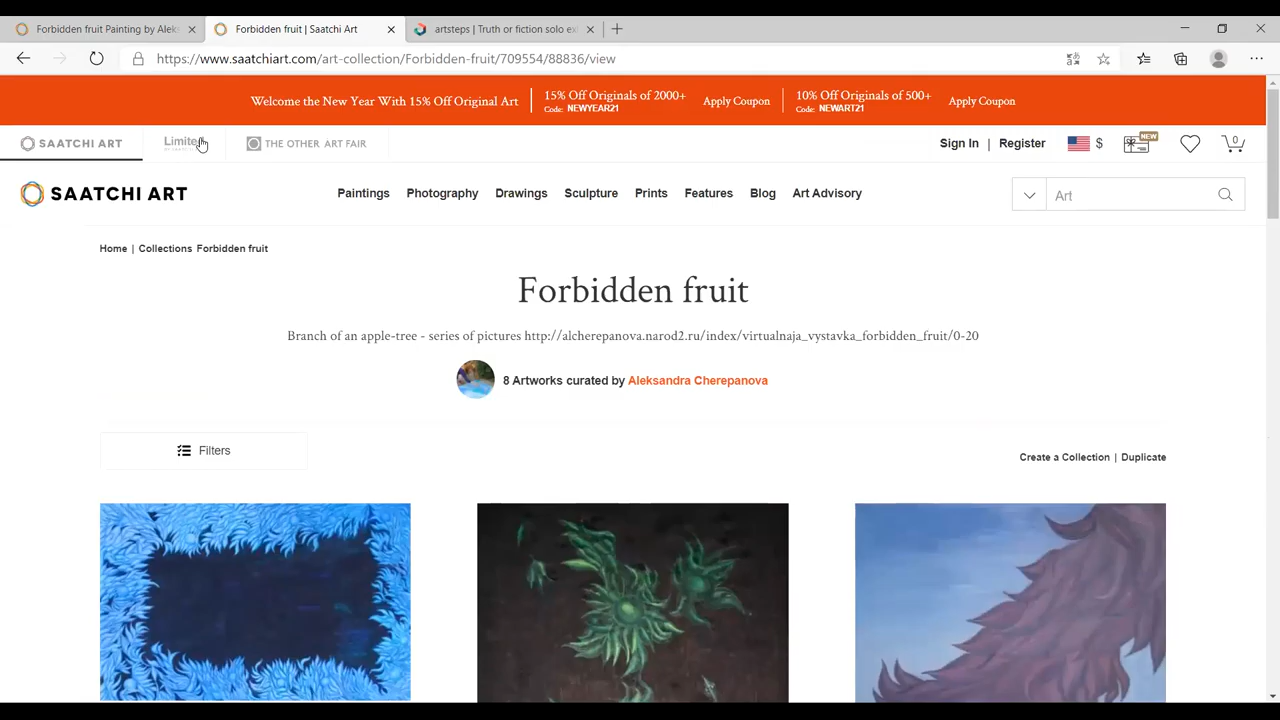 Forbidden fruit Painting by Aleks
Forbidden fruit | Saatchi Art
artsteps | Truth or fiction solo ex
https://www.saatchiart.com/art-collection/Forbidden-fruit/709554/88836/view
Welcome the New Year With 15% Off Original Art
15% Off Originals of 2000+
Code: NEWYEAR21
Apply Coupon
10% Off Originals of 500+
Code: NEWART21
Apply Coupon
SAATCHI ART
Limited
THE OTHER ART FAIR
Sign In | Register
$
NEW
0
SAATCHI ART
Paintings Photography Drawings Sculpture Prints Features Blog Art Advisory
Art
Home | Collections Forbidden fruit
Forbidden fruit
Branch of an apple-tree - series of pictures http://alcherepanova.narod2.ru/index/virtualnaja_vystavka_forbidden_fruit/0-20
8 Artworks curated by Aleksandra Cherepanova
Filters
Create a Collection | Duplicate